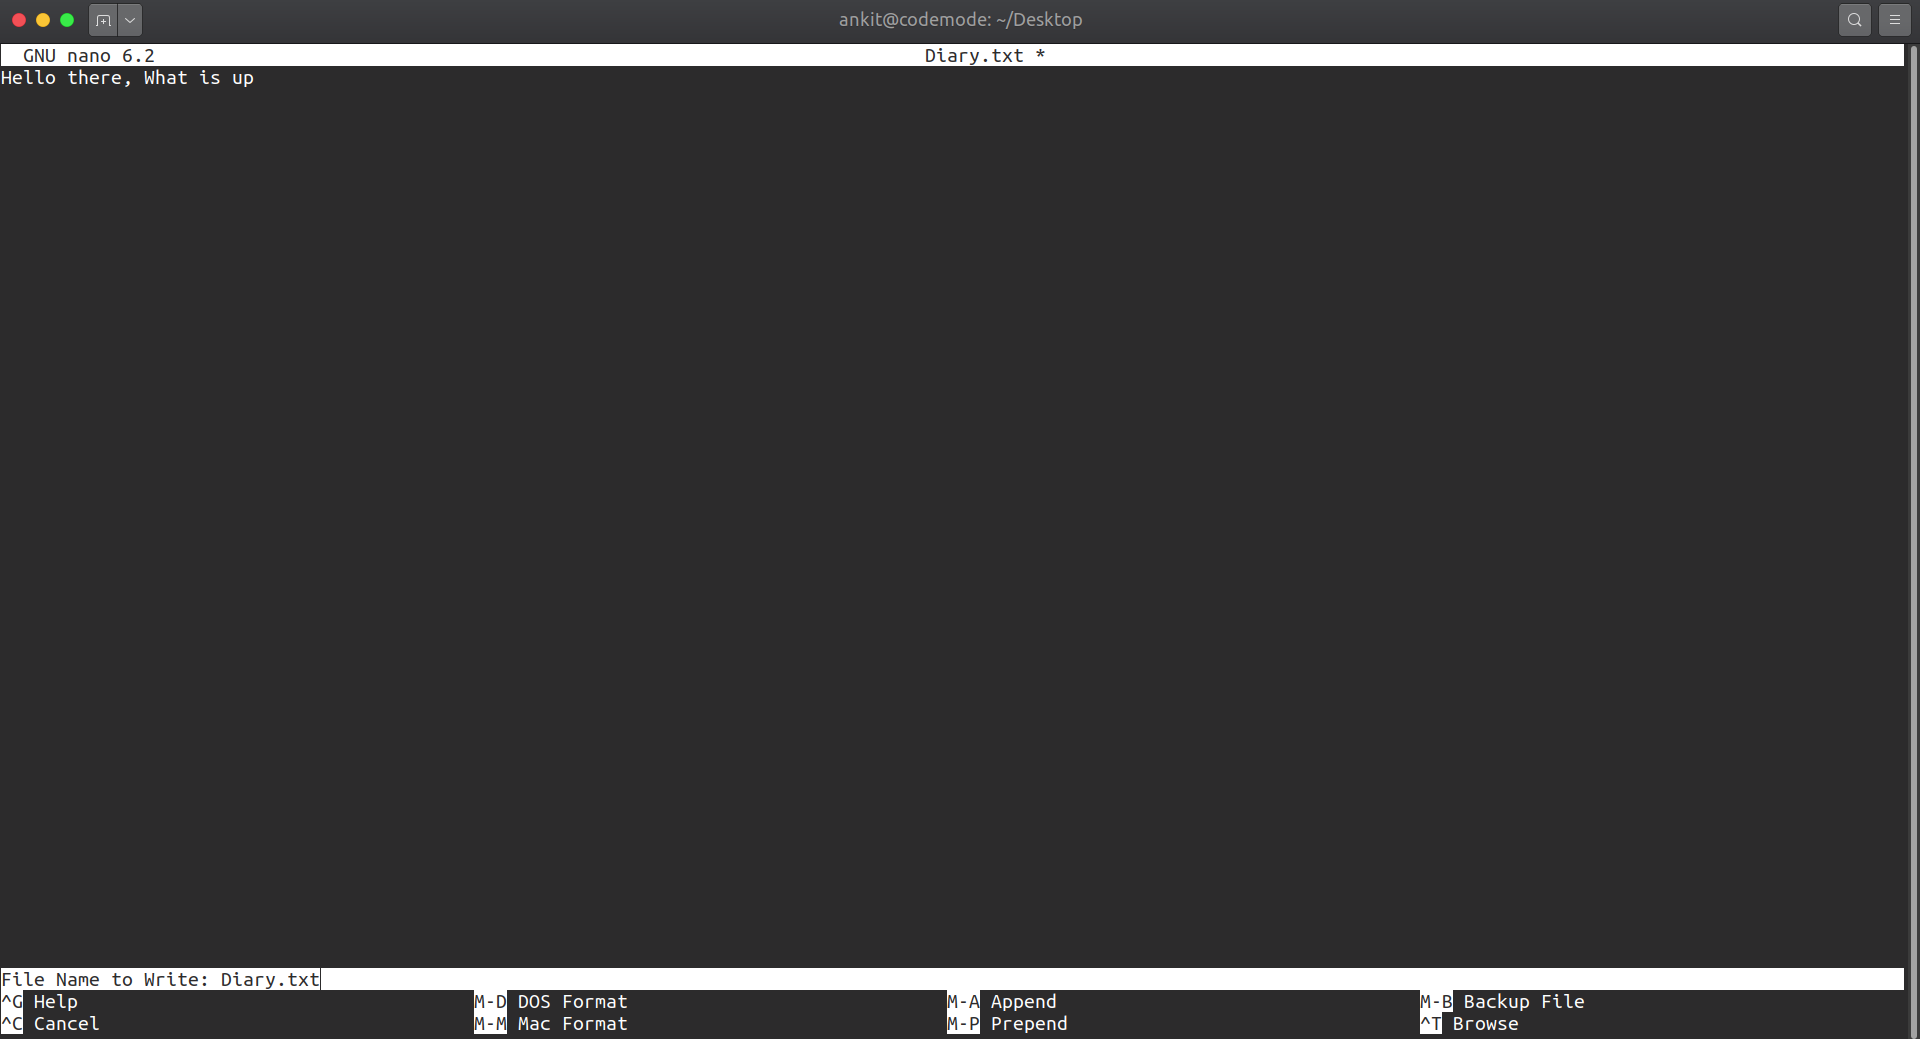 ankit@codemode: ~/Desktop
GNU nano 6.2 Diary.txt *
Hello there, What is up
File Name to Write: Diary.txt
^G Help M-D DOS Format M-A Append M-B Backup File
^C Cancel M-M Mac Format M-P Prepend ^T Browse